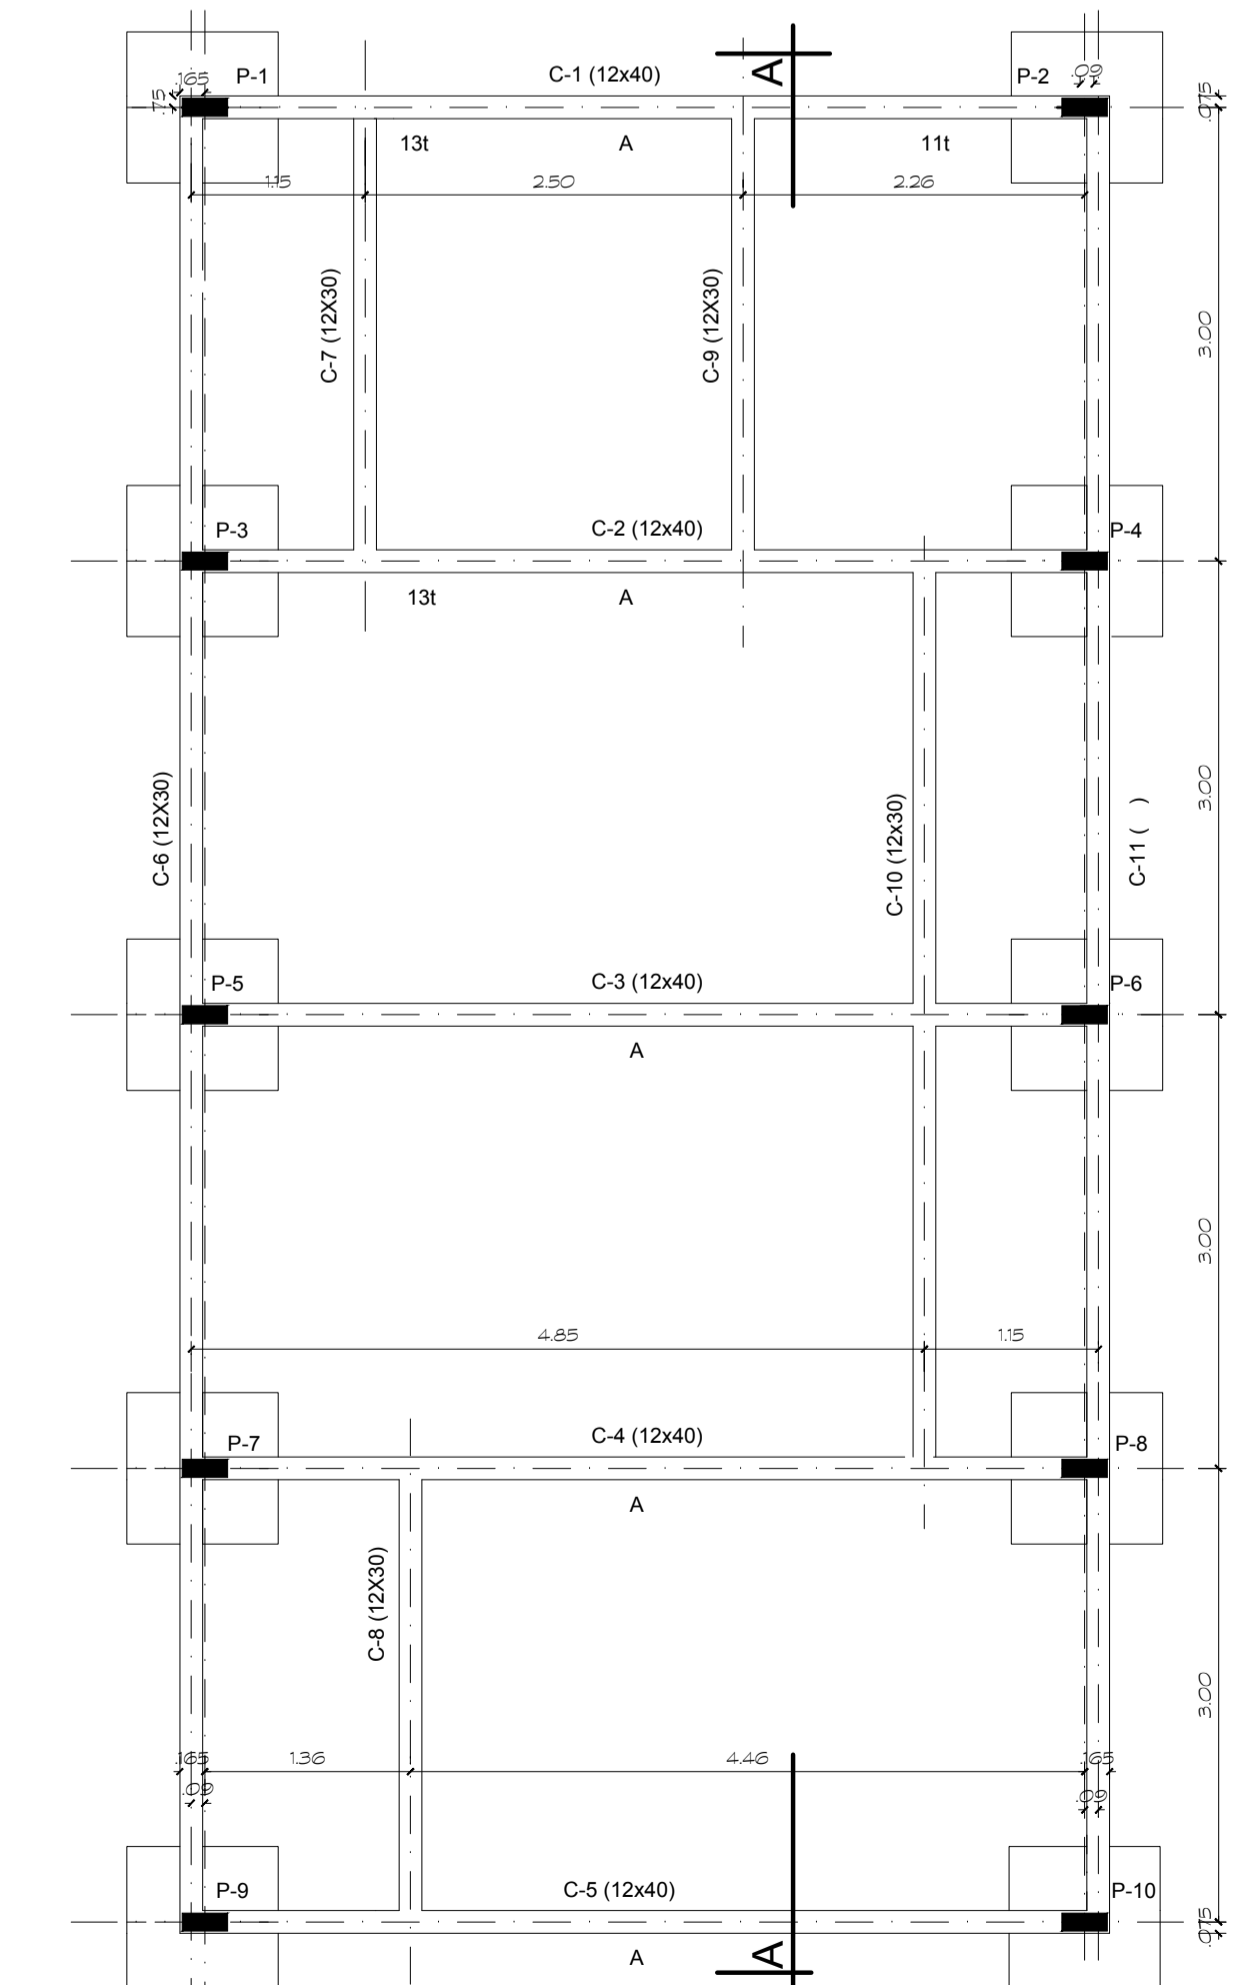 A
P-1
C-1 (12x40)
P-2
.165
.09
.75
.075
13t
A
11t
1.15
2.50
2.26
C-7 (12X30)
C-9 (12X30)
3.00
P-3
C-2 (12x40)
P-4
13t
A
C-6 (12X30)
C-10 (12x30)
C-11 ( )
3.00
P-5
C-3 (12x40)
P-6
A
3.00
4.85
1.15
P-7
C-4 (12x40)
P-8
A
C-8 (12X30)
3.00
.165
1.36
4.46
.165
.09
.09
P-9
C-5 (12x40)
P-10
.075
A
A